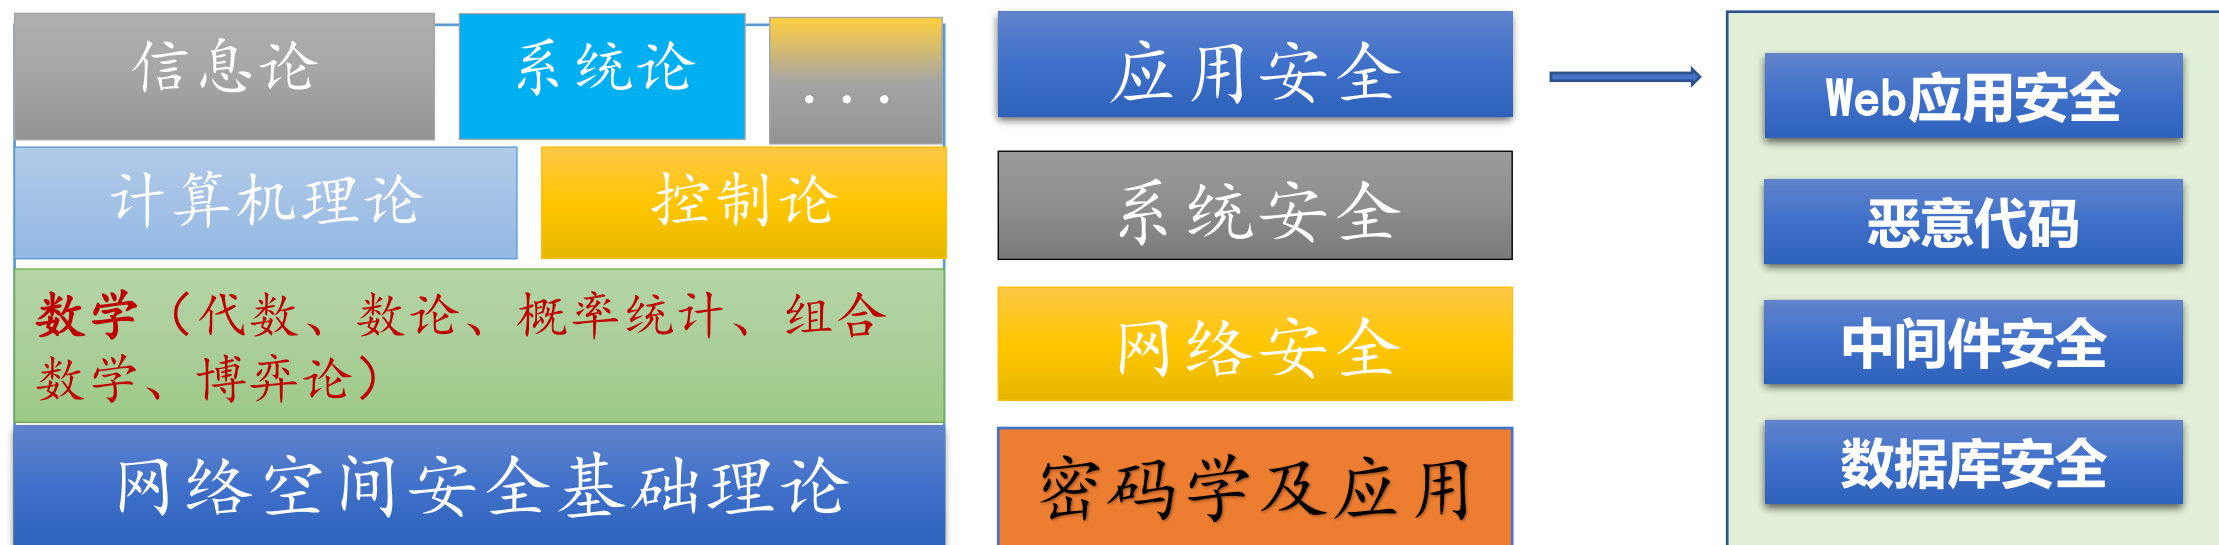 信息论
系统论
...
计算机理论
控制论
数学（代数、数论、概率统计、组合
数学、博弈论）
网络空间安全基础理论
应用安全
系统安全
网络安全
密码学及应用
Web应用安全
恶意代码
中间件安全
数据库安全